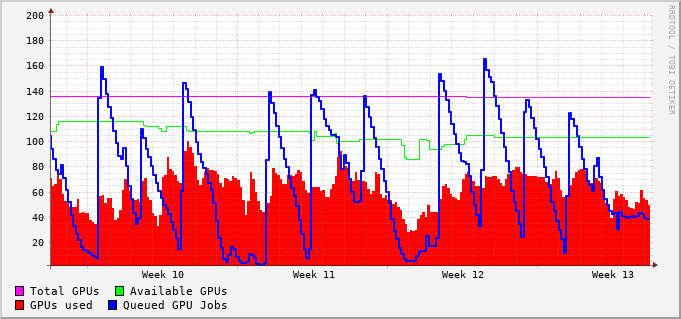 200
180
160
140
120
100
80
60
40
20
Week 10 Week 11 Week 12 Week 13
Total GPUs Available GPUs
GPUs used Queued GPU Jobs
RRDTOOL / TOBI OETIKER